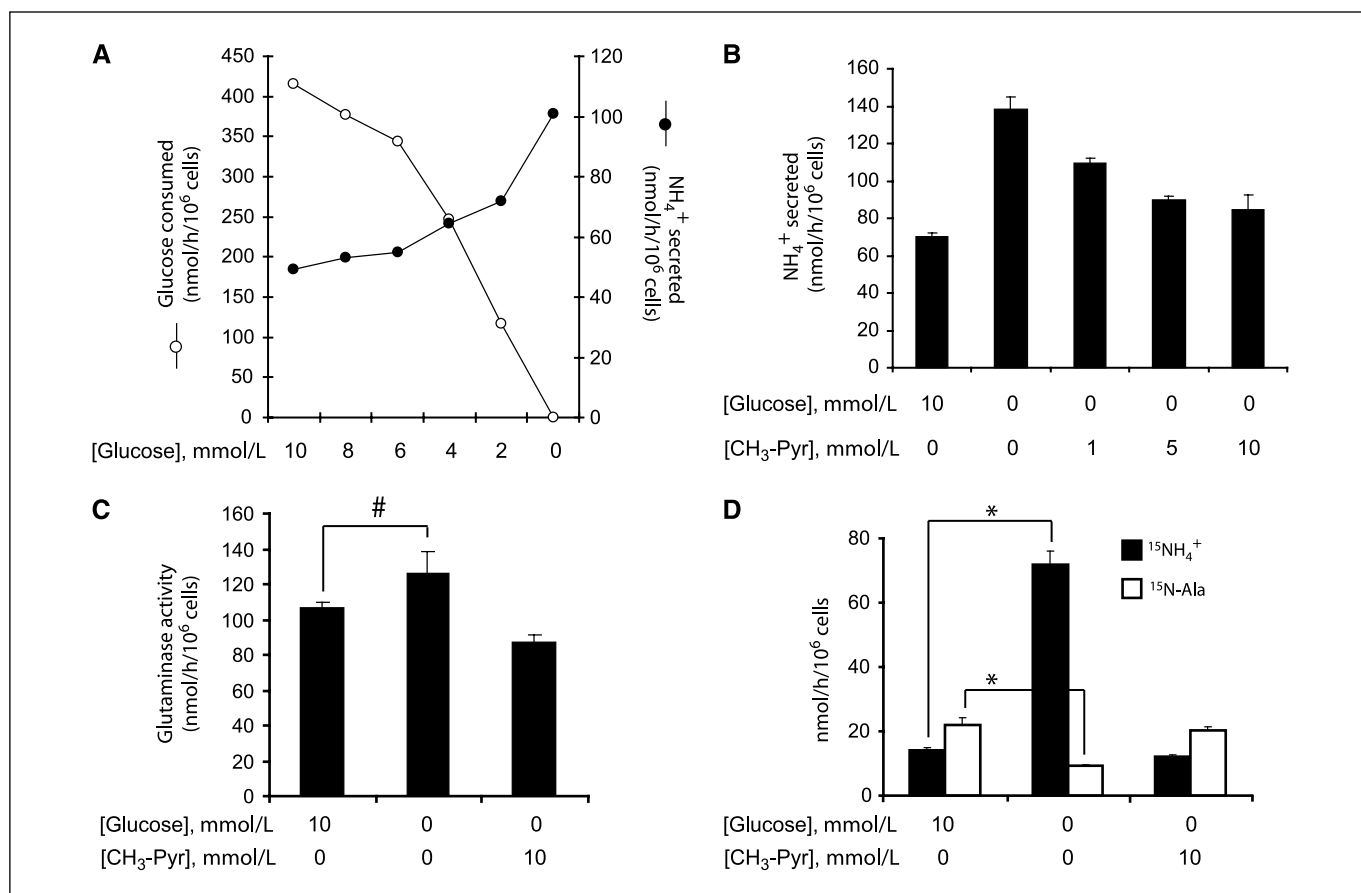 A
450
400
350
300
250
200
150
100
50
0
Glucose consumed
(nmol/h/10⁶ cells)
120
100
80
60
40
20
0
NH₄⁺ secreted
(nmol/h/10⁶ cells)
[Glucose], mmol/L 10 8 6 4 2 0
B
160
140
120
100
80
60
40
20
0
NH₄⁺ secreted
(nmol/h/10⁶ cells)
[Glucose], mmol/L 10 0 0 0 0
[CH₃-Pyr], mmol/L 0 0 1 5 10
C
160
140
120
100
80
60
40
20
0
Glutaminase activity
(nmol/h/10⁶ cells)
#
[Glucose], mmol/L 10 0 0
[CH₃-Pyr], mmol/L 0 0 10
D
80
60
40
20
0
nmol/h/10⁶ cells
*
*
¹⁵NH₄⁺
¹⁵N-Ala
[Glucose], mmol/L 10 0 0
[CH₃-Pyr], mmol/L 0 0 10